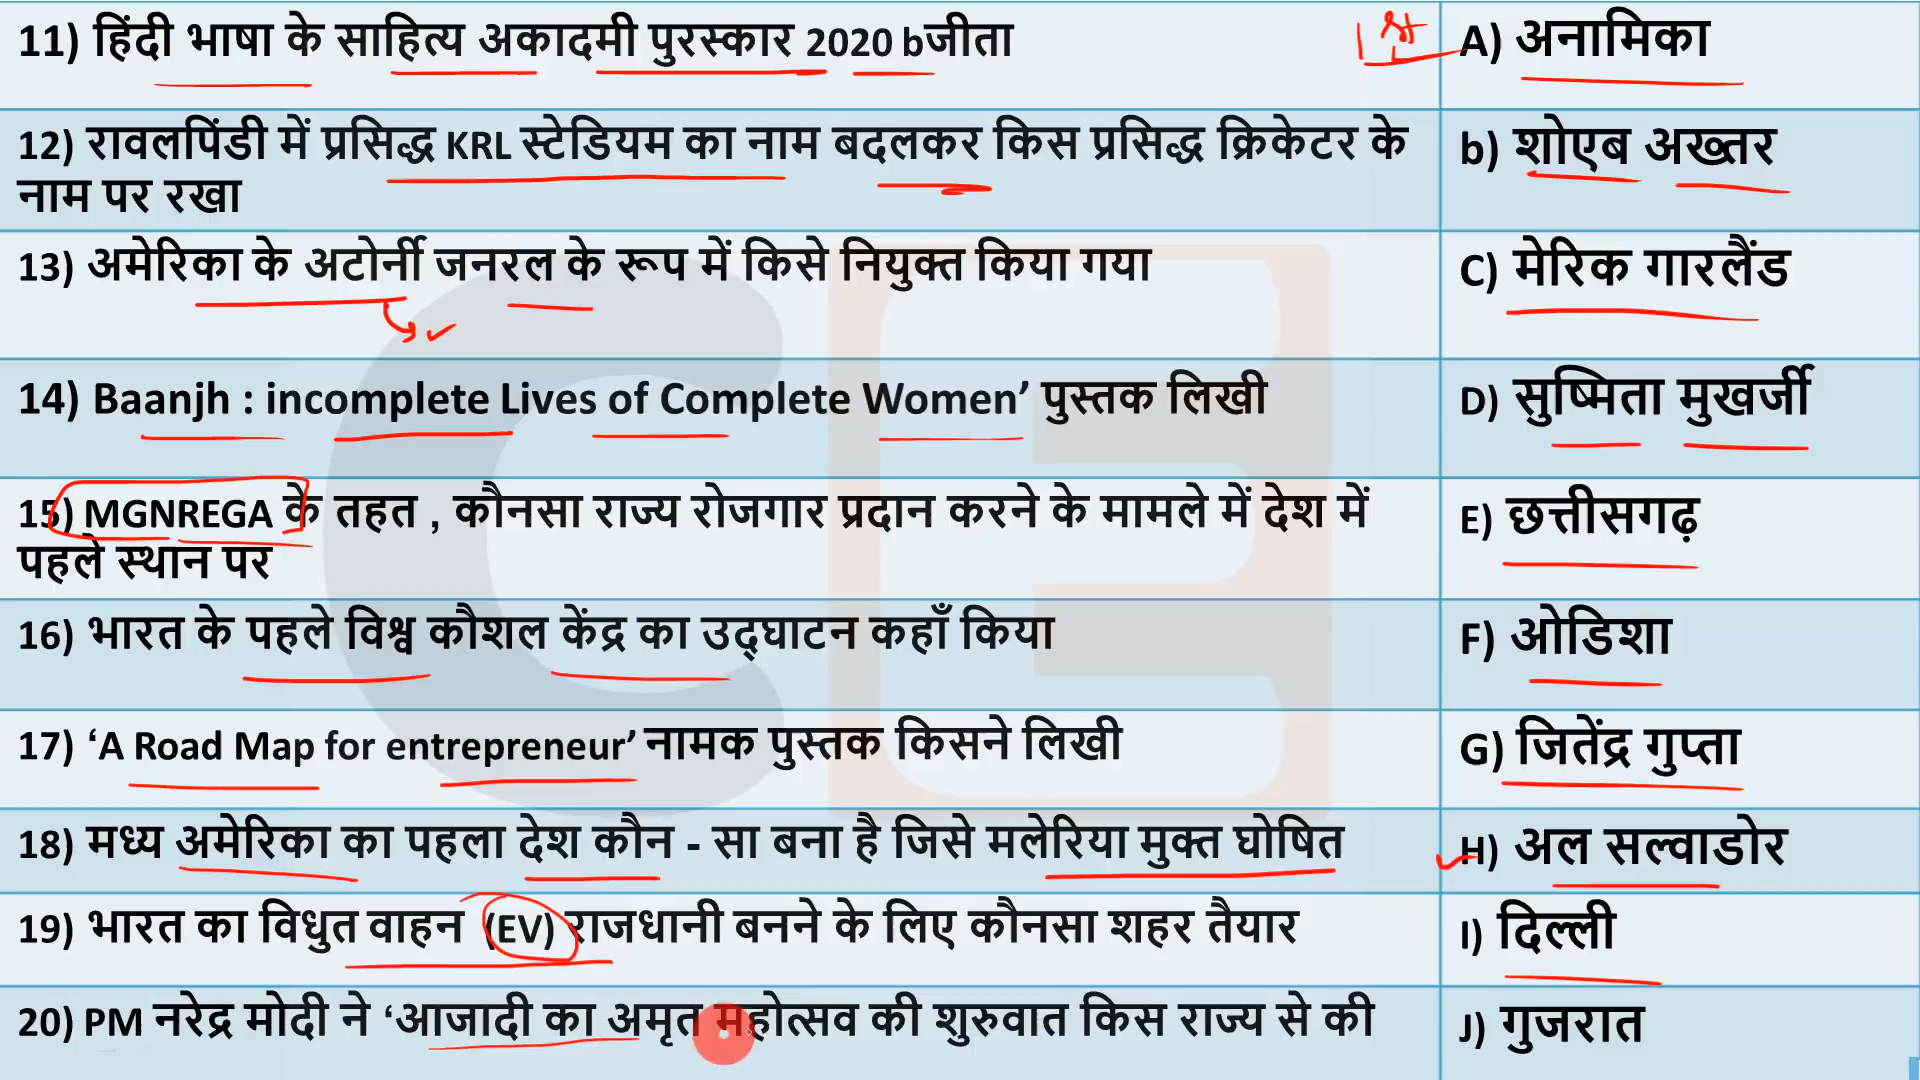 11) हिंदी भाषा के साहित्य अकादमी पुरस्कार 2020 bजीता
1st
A) अनामिका
12) रावलपिंडी में प्रसिद्ध KRL स्टेडियम का नाम बदलकर किस प्रसिद्ध क्रिकेटर के
नाम पर रखा
b) शोएब अख्तर
13) अमेरिका के अटोर्नी जनरल के रूप में किसे नियुक्त किया गया
C) मेरिक गारलैंड
14) Baanjh : incomplete Lives of Complete Women’ पुस्तक लिखी
D) सुष्मिता मुखर्जी
15) MGNREGA के तहत , कौनसा राज्य रोजगार प्रदान करने के मामले में देश में
पहले स्थान पर
E) छत्तीसगढ़
16) भारत के पहले विश्व कौशल केंद्र का उद्घाटन कहाँ किया
F) ओडिशा
17) ‘A Road Map for entrepreneur’ नामक पुस्तक किसने लिखी
G) जितेंद्र गुप्ता
18) मध्य अमेरिका का पहला देश कौन - सा बना है जिसे मलेरिया मुक्त घोषित
H) अल सल्वाडोर
19) भारत का विधुत वाहन (EV) राजधानी बनने के लिए कौनसा शहर तैयार
I) दिल्ली
20) PM नरेद्र मोदी ने ‘आजादी का अमृत महोत्सव की शुरुवात किस राज्य से की
J) गुजरात
CE